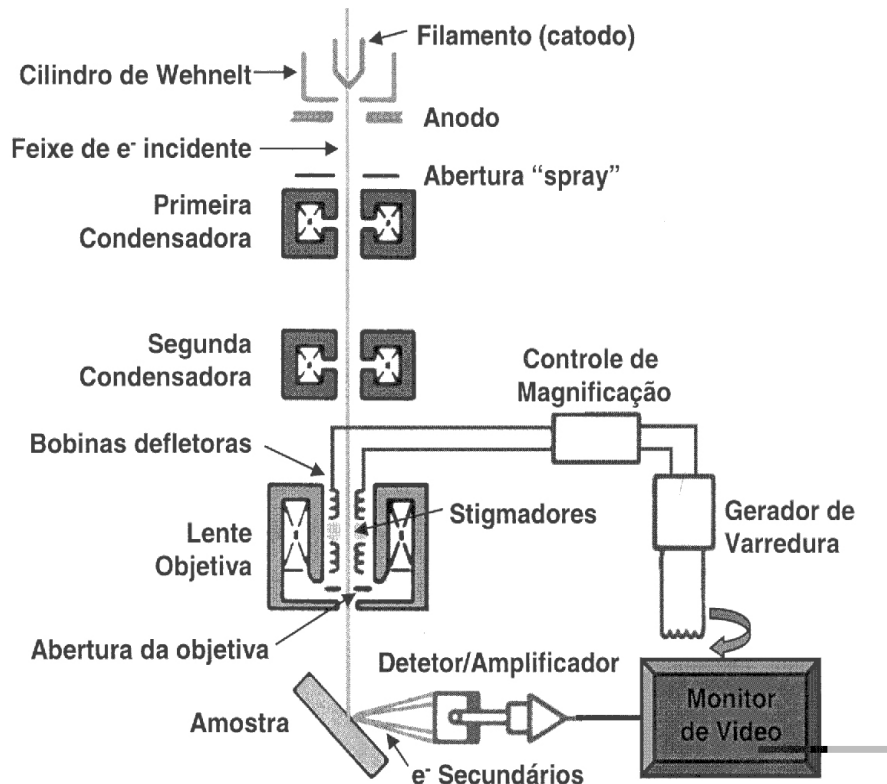 Filamento (catodo)
Cilindro de Wehnelt
Anodo
Feixe de e- incidente
Abertura “spray”
Primeira
Condensadora
Segunda
Condensadora
Controle de
Magnificação
Bobinas defletoras
Stigmadores
Gerador de
Varredura
Lente
Objetiva
Abertura da objetiva
Detetor/Amplificador
Amostra
Monitor
de Video
e- Secundários